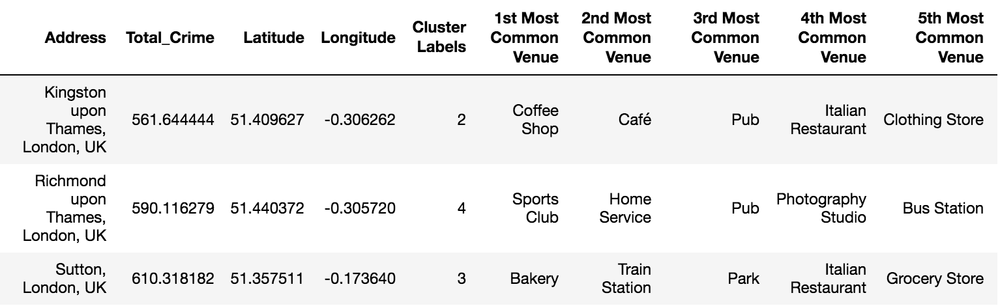 Address Total_Crime Latitude Longitude Cluster Labels 1st Most Common Venue 2nd Most Common Venue 3rd Most Common Venue 4th Most Common Venue 5th Most Common Venue
Kingston upon Thames, London, UK 561.644444 51.409627 -0.306262 2 Coffee Shop Café Pub Italian Restaurant Clothing Store
Richmond upon Thames, London, UK 590.116279 51.440372 -0.305720 4 Sports Club Home Service Pub Photography Studio Bus Station
Sutton, London, UK 610.318182 51.357511 -0.173640 3 Bakery Train Station Park Italian Restaurant Grocery Store